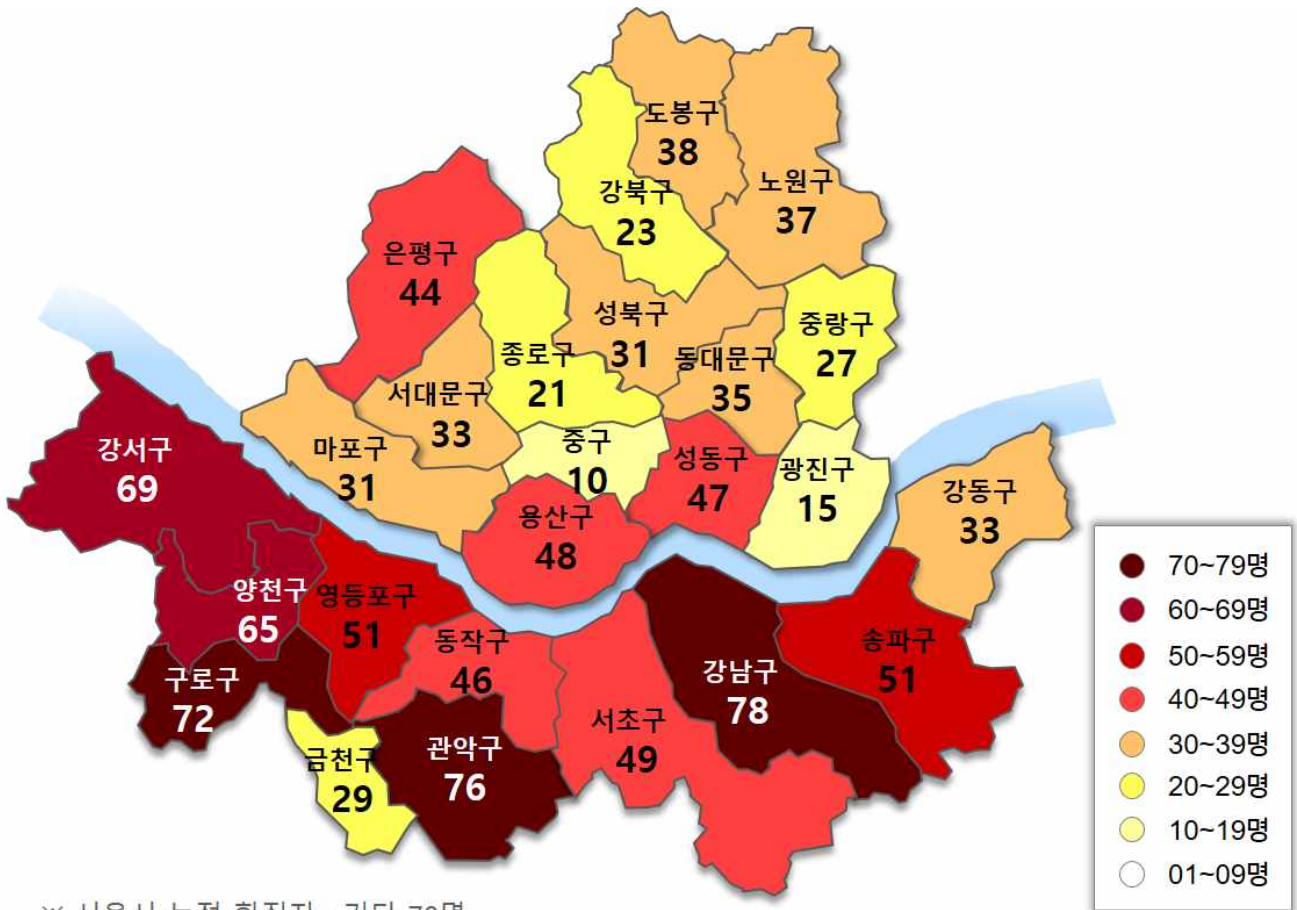 도봉구
38
노원구
37
강북구
23
은평구
44
성북구
31
중랑구
27
종로구
21
동대문구
35
서대문구
33
마포구
31
중구
10
성동구
47
광진구
15
강서구
69
강동구
33
용산구
48
양천구
65
영등포구
51
동작구
46
송파구
51
구로구
72
강남구
78
서초구
49
관악구
76
금천구
29
70~79명
60~69명
50~59명
40~49명
30~39명
20~29명
10~19명
01~09명